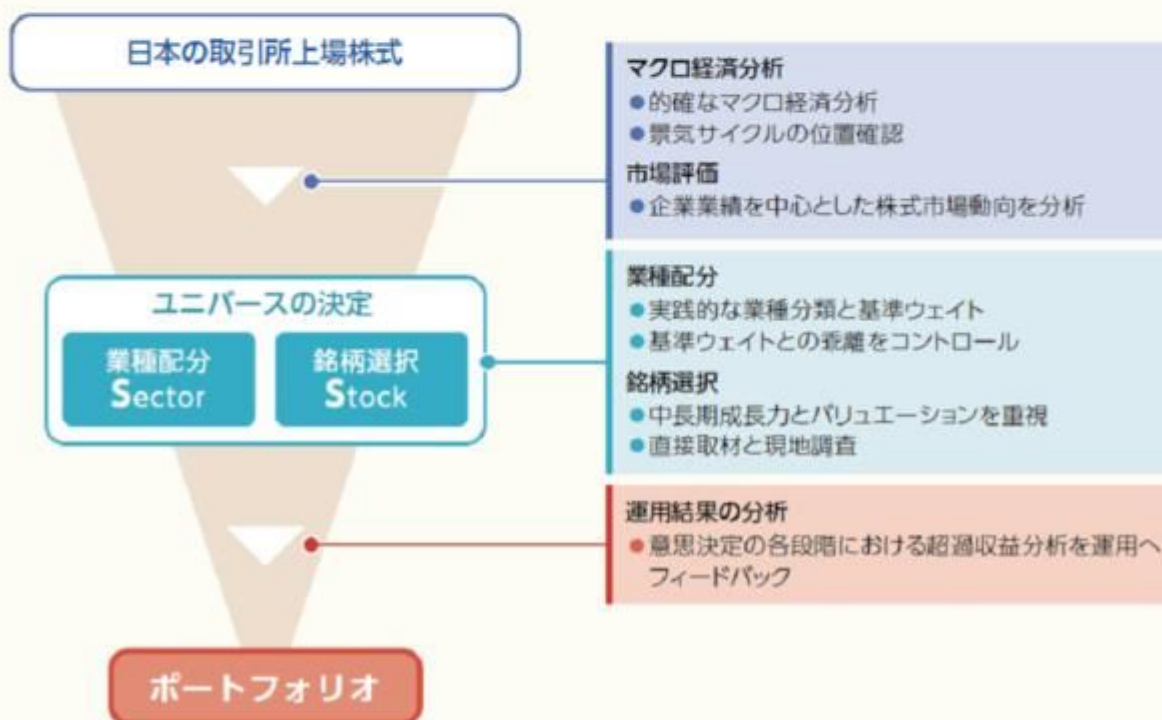 日本の取引所上場株式
マクロ経済分析
●的確なマクロ経済分析
●景気サイクルの位置確認
市場評価
●企業業績を中心とした株式市場動向を分析
ユニバースの決定
業種配分
Sector
銘柄選択
Stock
業種配分
●実践的な業種分類と基準ウェイト
●基準ウェイトとの乖離をコントロール
銘柄選択
●中長期成長力とバリュエーションを重視
●直接取材と現地調査
運用結果の分析
●意思決定の各段階における超過収益分析を運用へ
フィードバック
ポートフォリオ